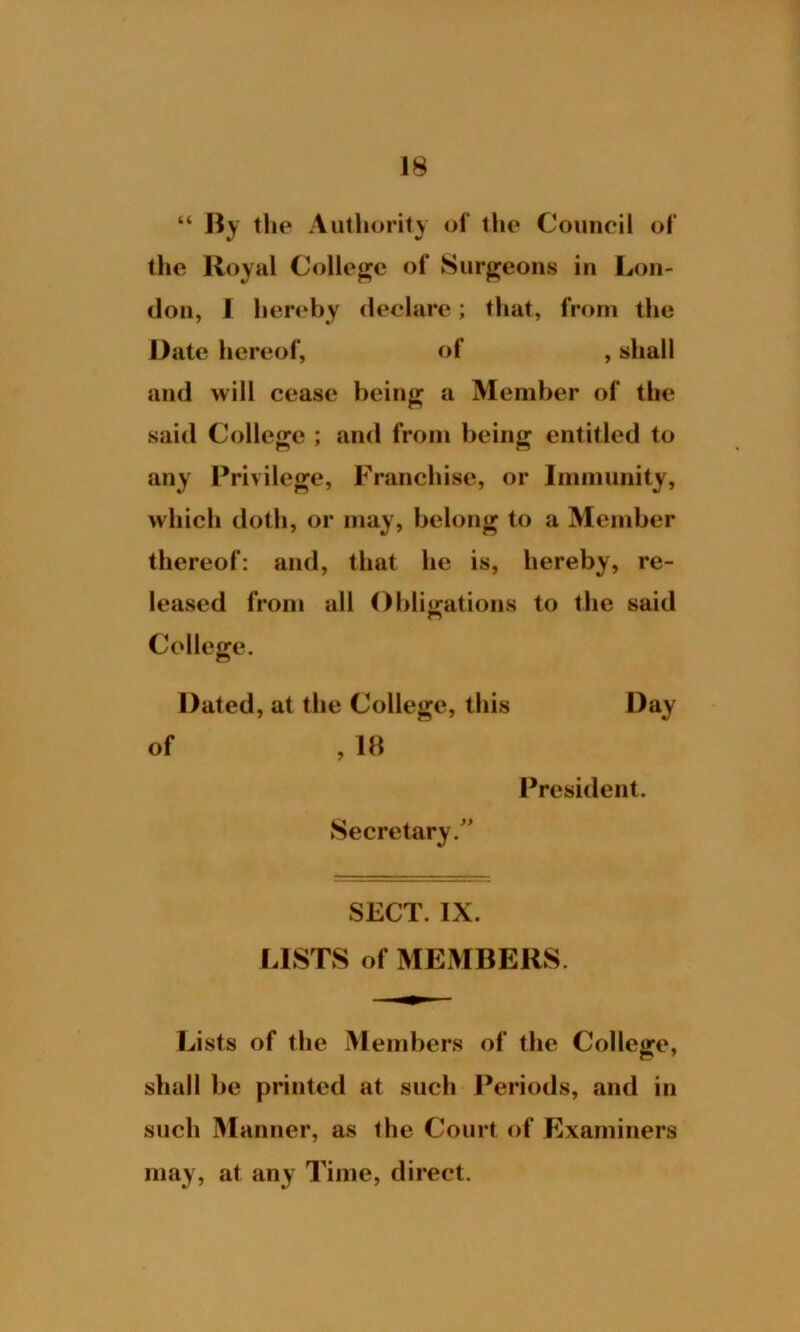 18
“ By the Authority of the Council of
the Royal College of Surgeons in Lon-
don, I hereby declare; that, from the
Date hereof, of , shall
and will cease being a Member of the
said College ; and from being entitled to
any Privilege, Franchise, or Immunity,
which doth, or may, belong to a Member
thereof: and, that he is, hereby, re-
leased from all Obligations to the said
College.
Dated, at the College, this Day
of , 18
President.
Secretary.”
SECT. IX.
LISTS of MEMBERS.
Lists of the Members of the College,
shall be printed at such Periods, and in
such Manner, as the Court of Examiners
may, at any Time, direct.